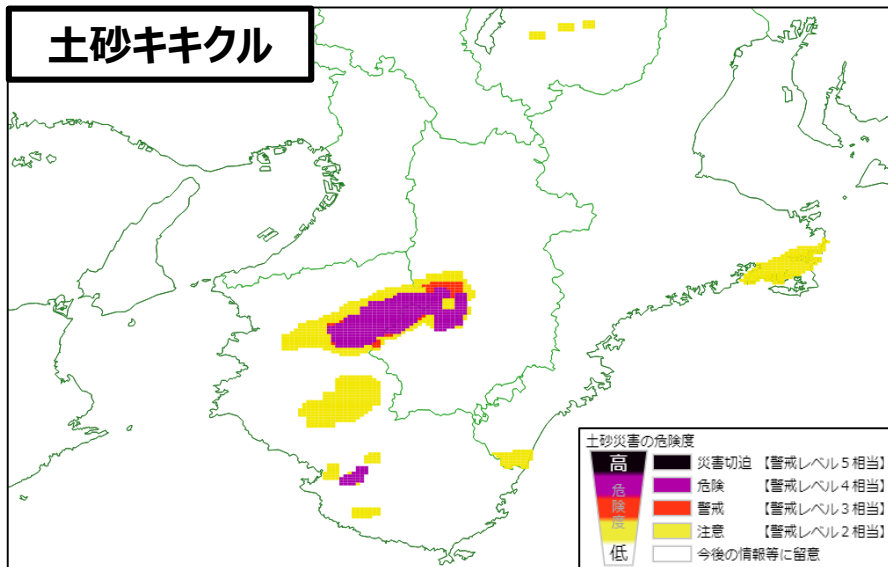 土砂キキクル
土砂災害の危険度
高
危険度
低
災害切迫 【警戒レベル5相当】
危険 【警戒レベル4相当】
警戒 【警戒レベル3相当】
注意 【警戒レベル2相当】
今後の情報等に留意